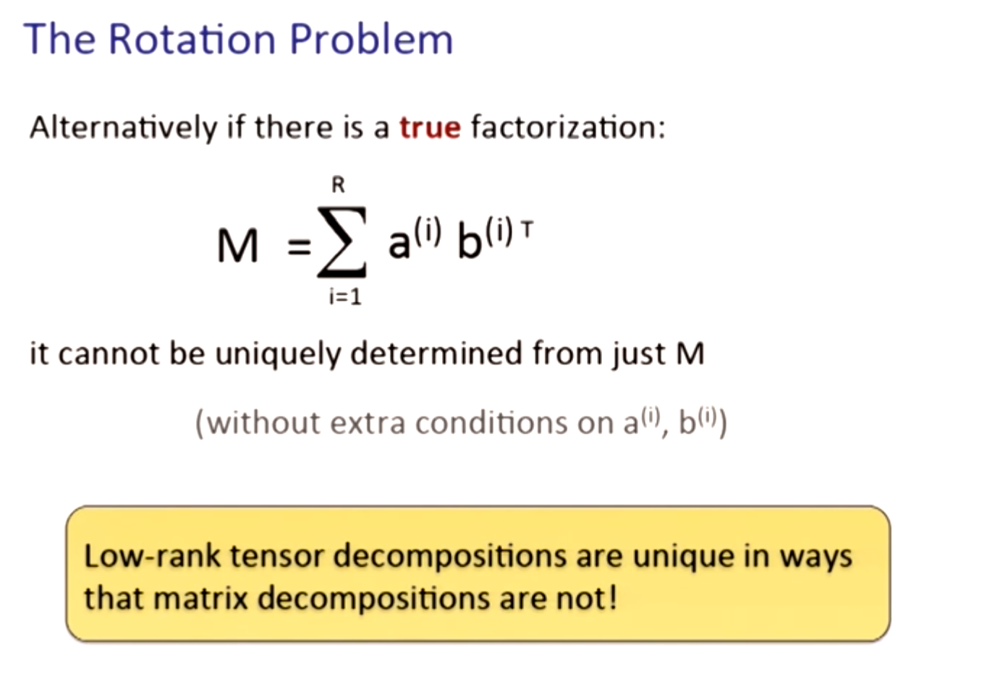 The Rotation Problem
Alternatively if there is a true factorization:
R
M = ∑ a⁽ⁱ⁾ b⁽ⁱ⁾ ᵀ
i=1
it cannot be uniquely determined from just M
(without extra conditions on a⁽ⁱ⁾, b⁽ⁱ⁾)
Low-rank tensor decompositions are unique in ways
that matrix decompositions are not!